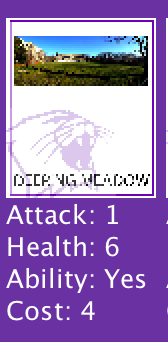 DEERING MEADOW
Attack: 1
Health: 6
Ability: Yes
Cost: 4